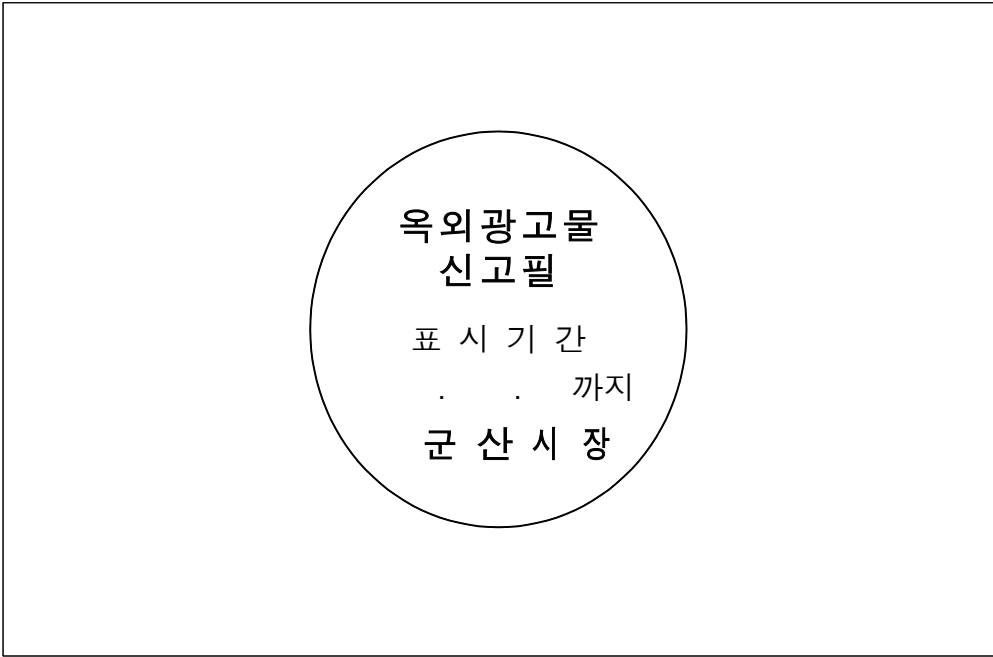 옥외광고물
신고필
표 시 기 간
.    .    까지
군 산 시 장